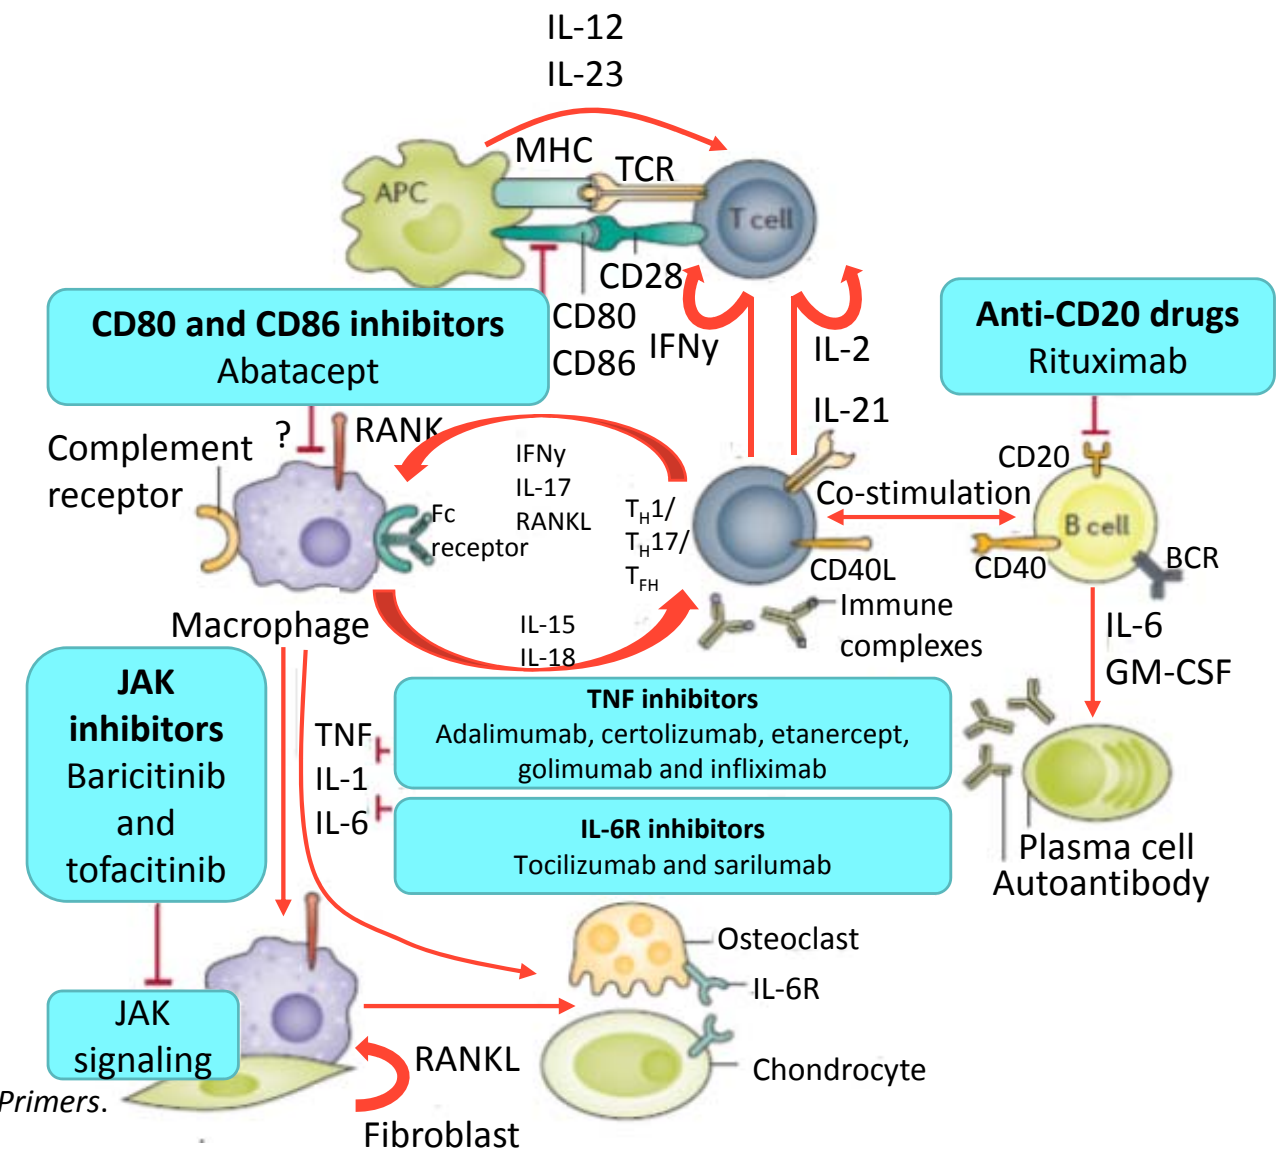 IL-12
IL-23
MHC
TCR
APC
T cell
CD28
CD80
CD86
IFNy
IL-2
IL-21
CD80 and CD86 inhibitors
Abatacept
Anti-CD20 drugs
Rituximab
?
RANK
Complement
receptor
Fc
receptor
IFNy
IL-17
RANKL
TH1/
TH17/
TFH
Co-stimulation
CD20
B cell
CD40L
CD40
BCR
Immune
complexes
IL-15
IL-18
Macrophage
IL-6
GM-CSF
JAK
inhibitors
Baricitinib
and
tofacitinib
TNF
IL-1
IL-6
TNF inhibitors
Adalimumab, certolizumab, etanercept,
golimumab and infliximab
IL-6R inhibitors
Tocilizumab and sarilumab
Plasma cell
Autoantibody
Osteoclast
IL-6R
JAK
signaling
RANKL
Chondrocyte
Primers.
Fibroblast